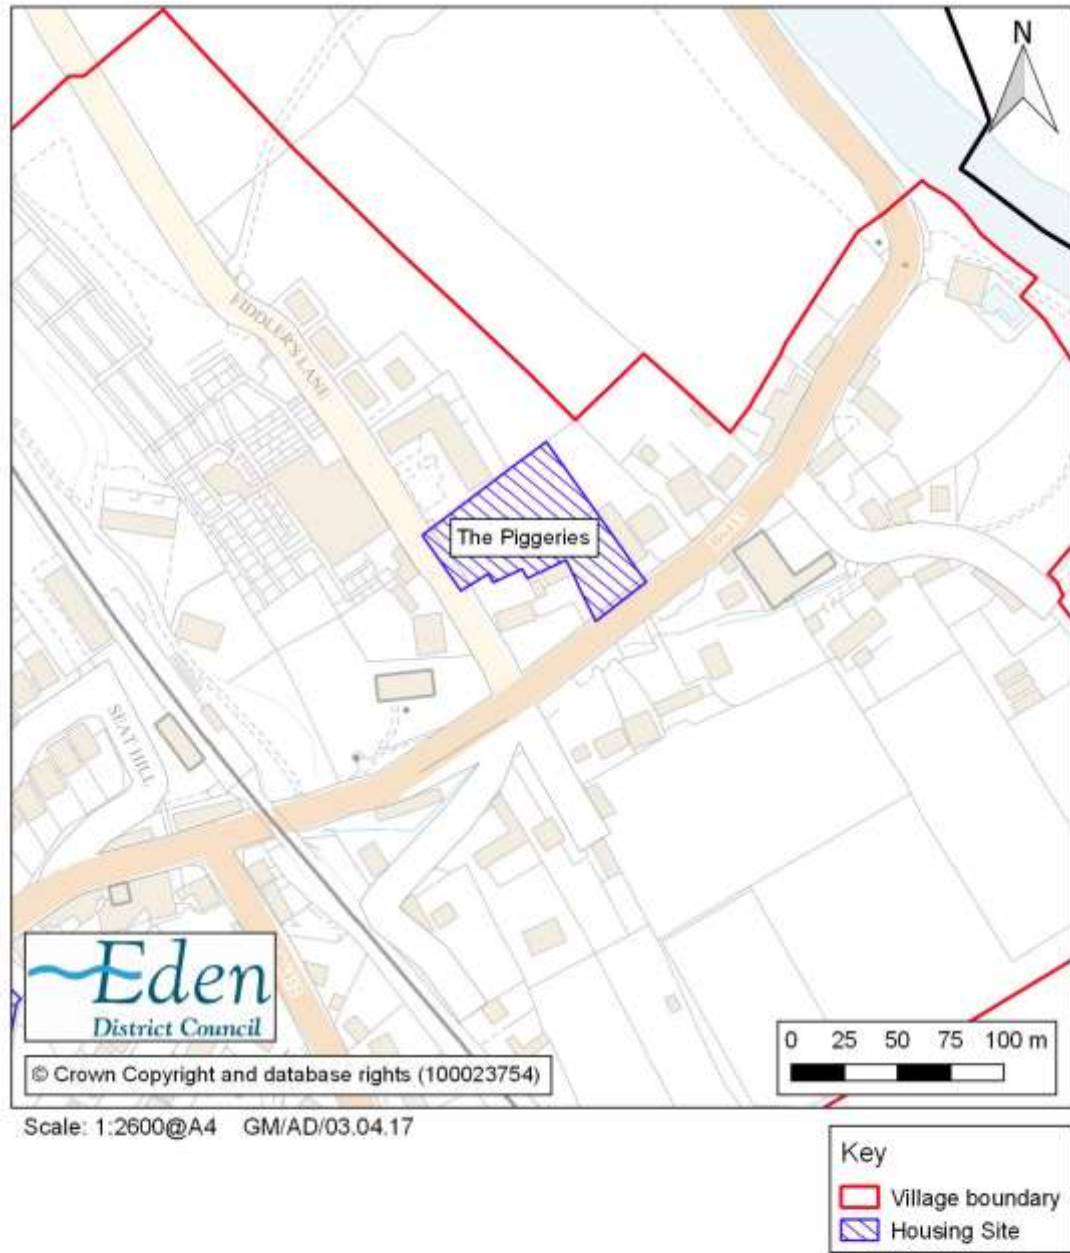 N
FIDDLER'S LANE
The Piggeries
SEAT HILL
Eden
District Council
0 25 50 75 100 m
© Crown Copyright and database rights (100023754)
Scale: 1:2600@A4 GM/AD/03.04.17
Key
Village boundary
Housing Site